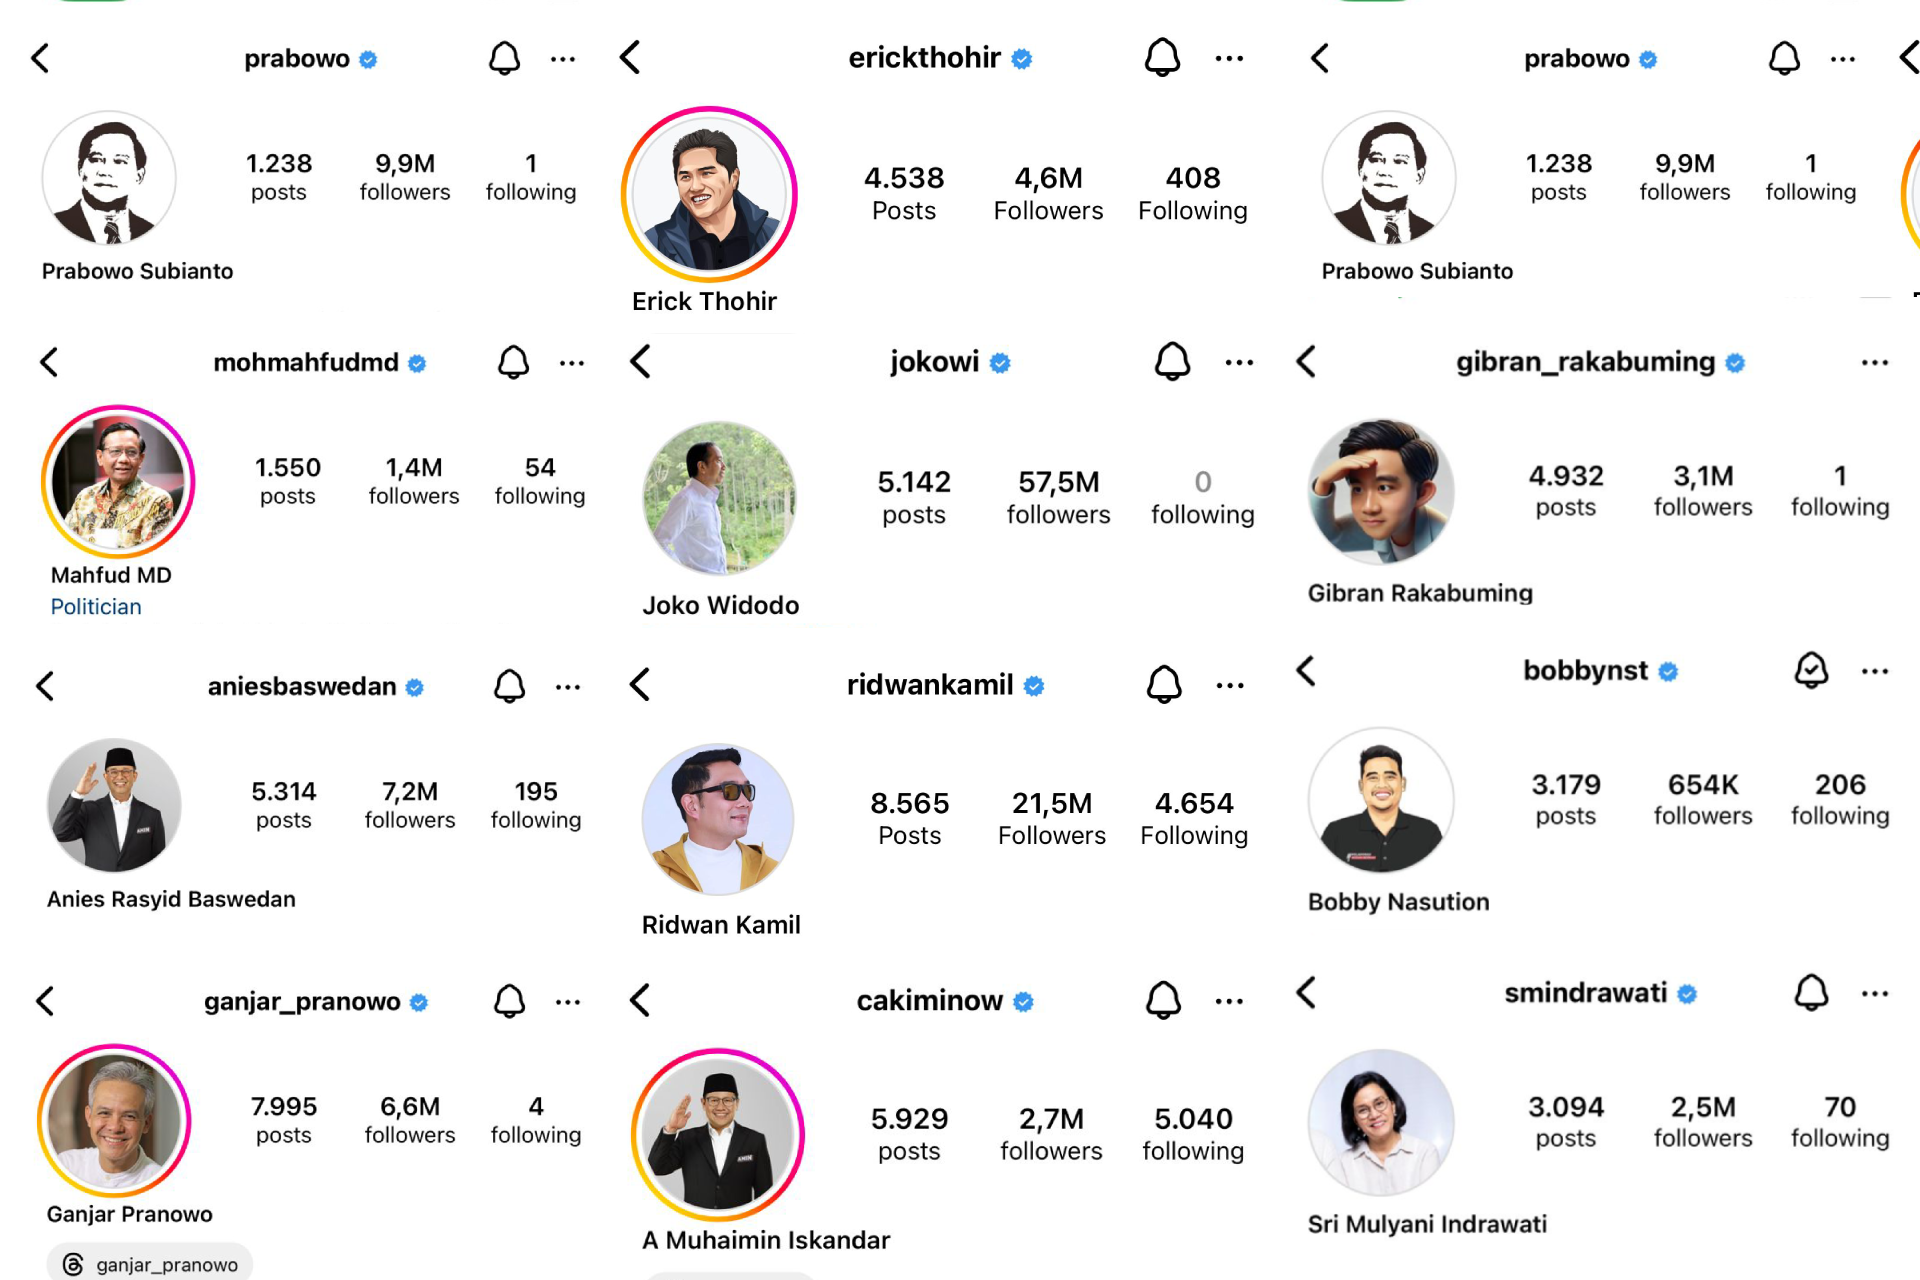 prabowo
1.238 9,9M 1
posts followers following
Prabowo Subianto
erickthohir
4.538 4,6M 408
Posts Followers Following
Erick Thohir
prabowo
1.238 9,9M 1
posts followers following
Prabowo Subianto
mohmahfudmd
1.550 1,4M 54
posts followers following
Mahfud MD
Politician
jokowi
5.142 57,5M 0
posts followers following
Joko Widodo
gibran_rakabuming
4.932 3,1M 1
posts followers following
Gibran Rakabuming
aniesbaswedan
5.314 7,2M 195
posts followers following
Anies Rasyid Baswedan
ridwankamil
8.565 21,5M 4.654
Posts Followers Following
Ridwan Kamil
bobbynst
3.179 654K 206
posts followers following
Bobby Nasution
ganjar_pranowo
7.995 6,6M 4
posts followers following
Ganjar Pranowo
ganjar_pranowo
cakiminow
5.929 2,7M 5.040
posts followers following
A Muhaimin Iskandar
smindrawati
3.094 2,5M 70
posts followers following
Sri Mulyani Indrawati